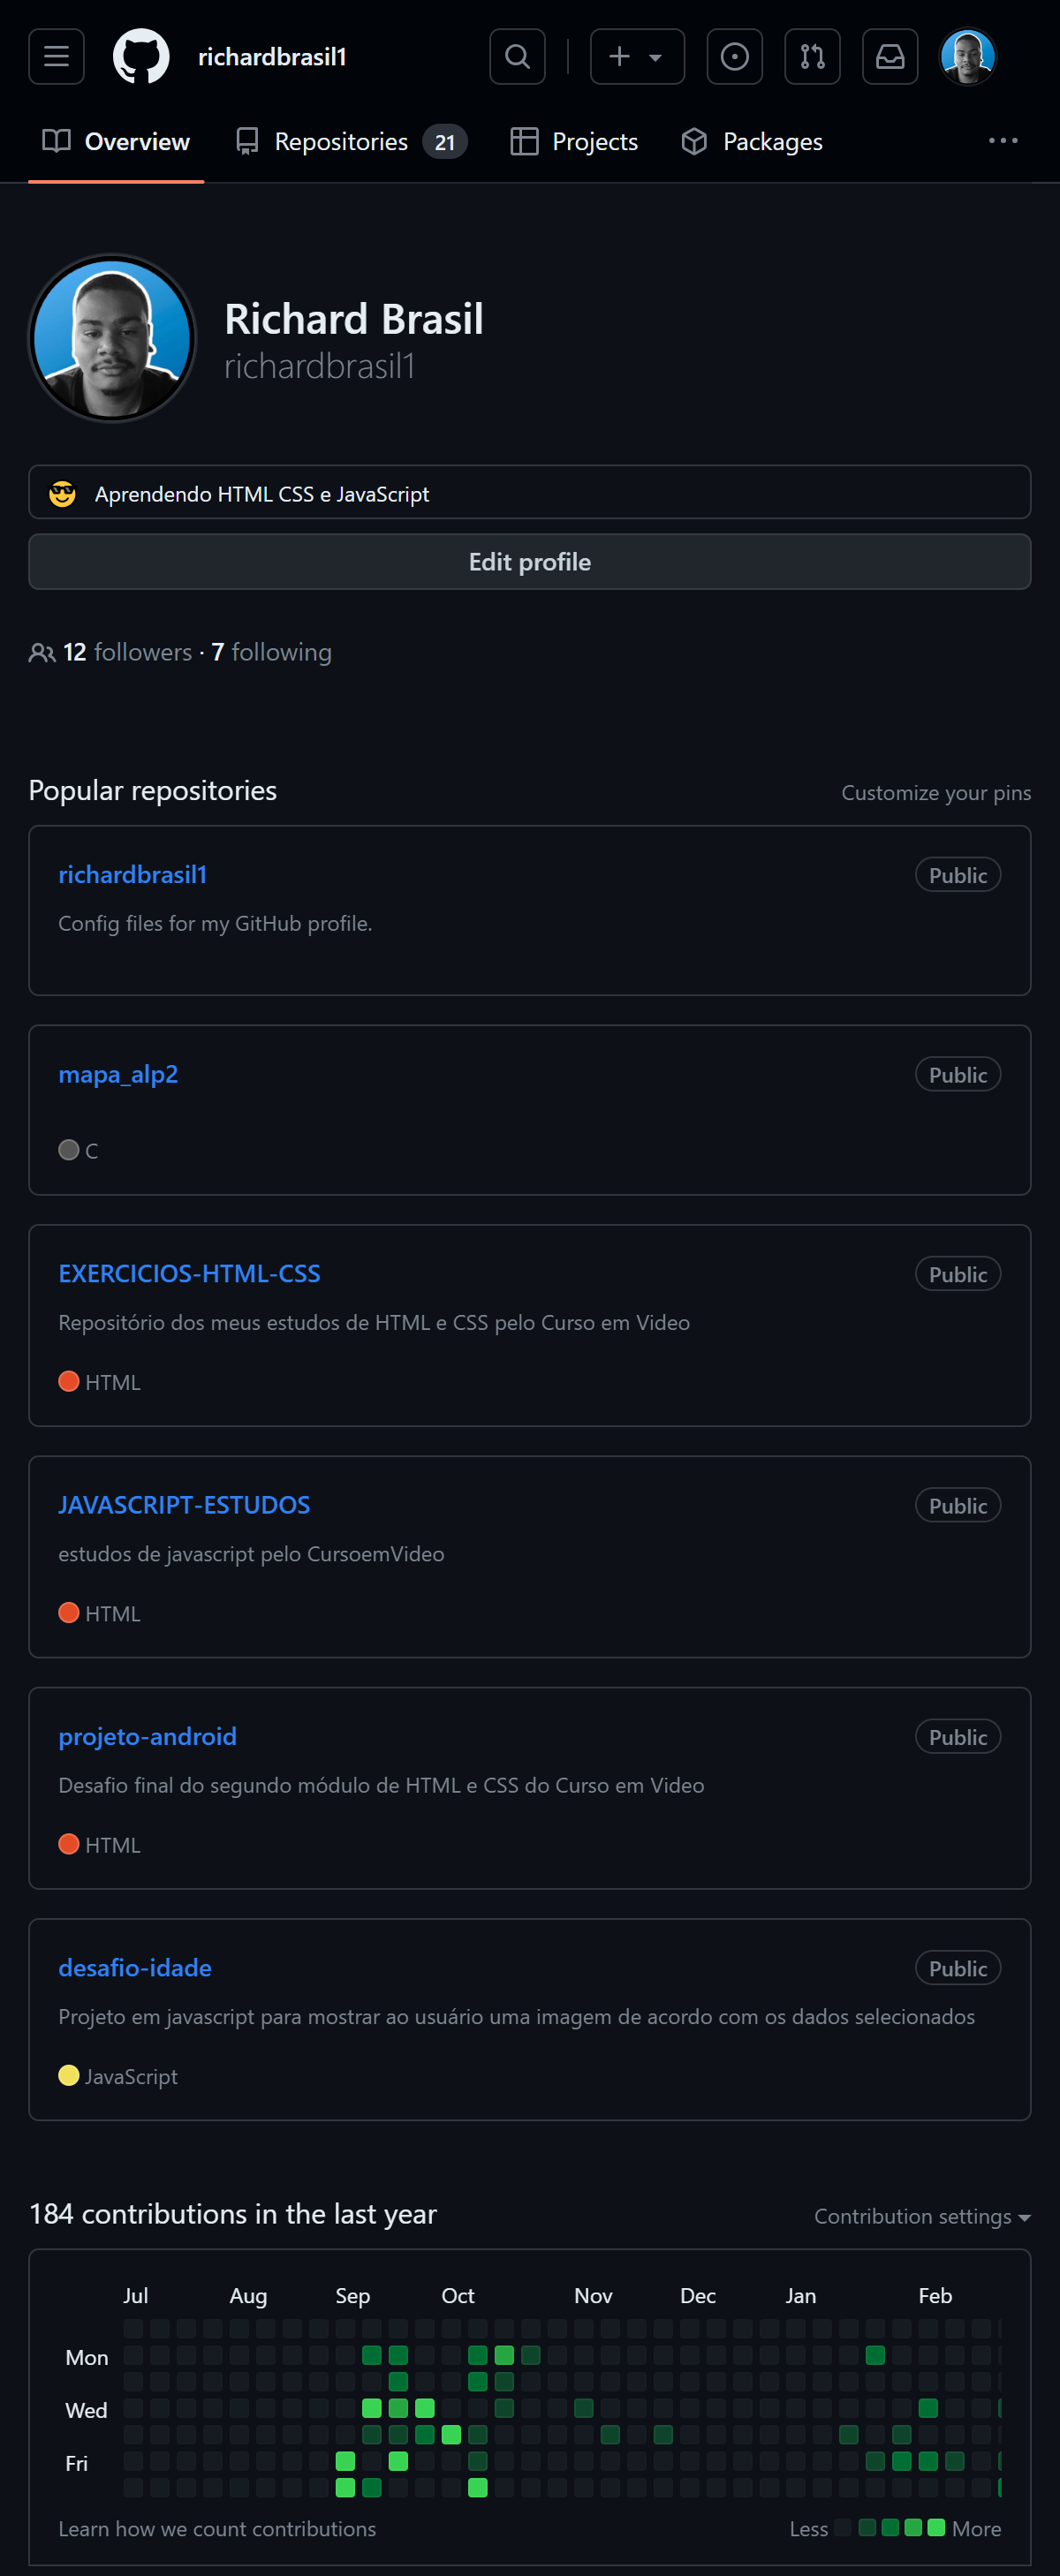 richardbrasil1
Overview Repositories 21 Projects Packages
Richard Brasil
richardbrasil1
Aprendendo HTML CSS e JavaScript
Edit profile
12 followers · 7 following
Popular repositories Customize your pins
richardbrasil1 Public
Config files for my GitHub profile.
mapa_alp2 Public
C
EXERCICIOS-HTML-CSS Public
Repositório dos meus estudos de HTML e CSS pelo Curso em Video
HTML
JAVASCRIPT-ESTUDOS Public
estudos de javascript pelo CursoemVideo
HTML
projeto-android Public
Desafio final do segundo módulo de HTML e CSS do Curso em Video
HTML
desafio-idade Public
Projeto em javascript para mostrar ao usuário uma imagem de acordo com os dados selecionados
JavaScript
184 contributions in the last year Contribution settings
Jul Aug Sep Oct Nov Dec Jan Feb
Mon
Wed
Fri
Learn how we count contributions Less More